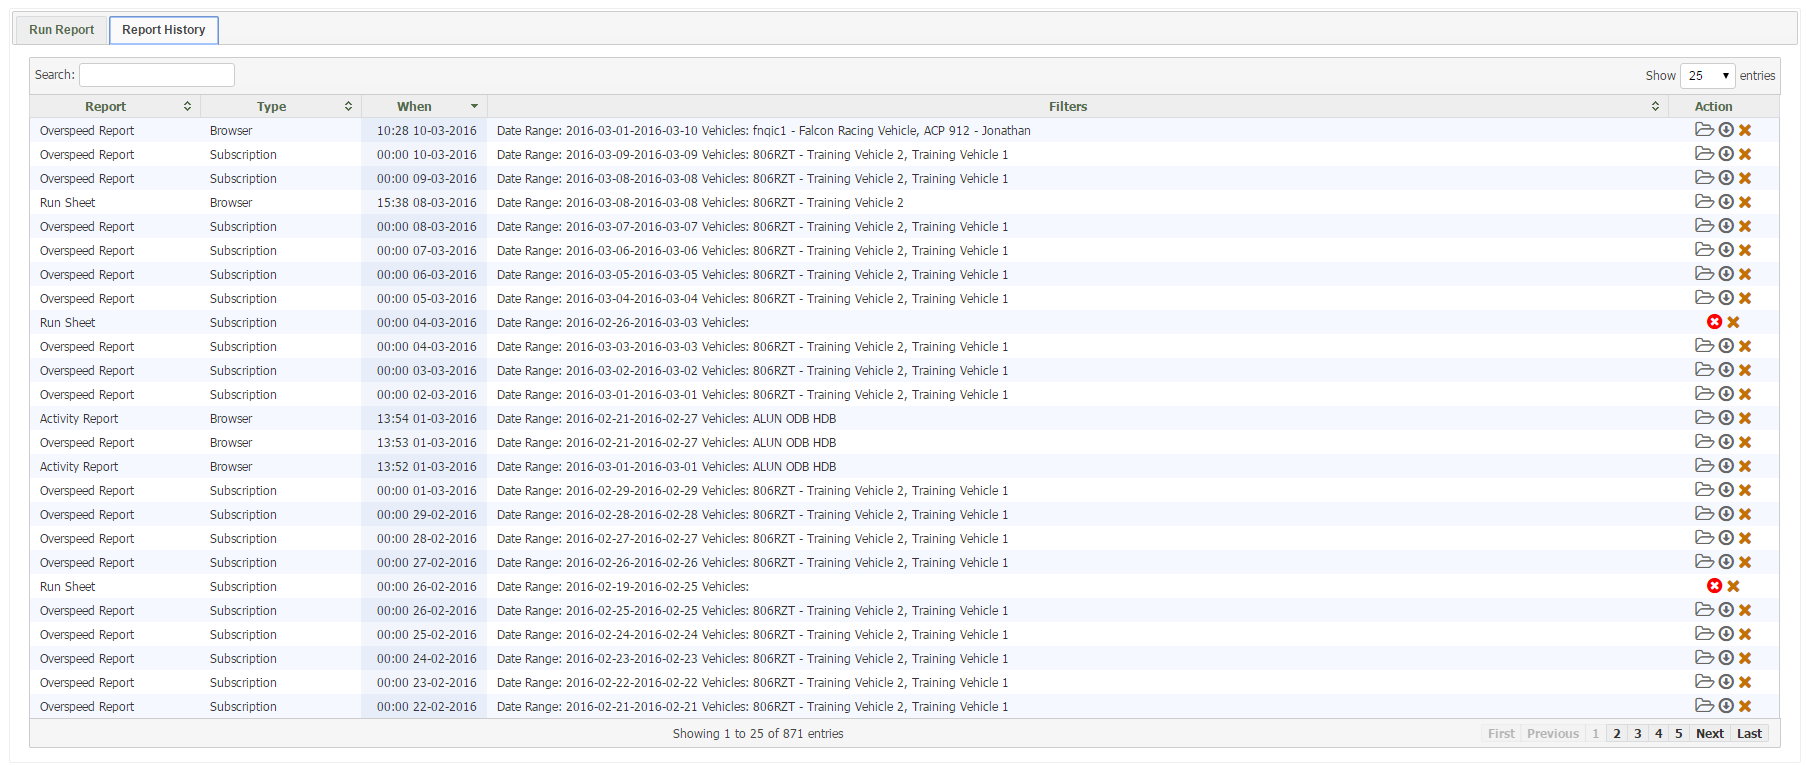 Run Report Report History
Search: Show 25 entries
Report Type When Filters Action
Overspeed Report Browser 10:28 10-03-2016 Date Range: 2016-03-01-2016-03-10 Vehicles: fnqic1 - Falcon Racing Vehicle, ACP 912 - Jonathan
Overspeed Report Subscription 00:00 10-03-2016 Date Range: 2016-03-09-2016-03-09 Vehicles: 806RZT - Training Vehicle 2, Training Vehicle 1
Overspeed Report Subscription 00:00 09-03-2016 Date Range: 2016-03-08-2016-03-08 Vehicles: 806RZT - Training Vehicle 2, Training Vehicle 1
Run Sheet Browser 15:38 08-03-2016 Date Range: 2016-03-08-2016-03-08 Vehicles: 806RZT - Training Vehicle 2
Overspeed Report Subscription 00:00 08-03-2016 Date Range: 2016-03-07-2016-03-07 Vehicles: 806RZT - Training Vehicle 2, Training Vehicle 1
Overspeed Report Subscription 00:00 07-03-2016 Date Range: 2016-03-06-2016-03-06 Vehicles: 806RZT - Training Vehicle 2, Training Vehicle 1
Overspeed Report Subscription 00:00 06-03-2016 Date Range: 2016-03-05-2016-03-05 Vehicles: 806RZT - Training Vehicle 2, Training Vehicle 1
Overspeed Report Subscription 00:00 05-03-2016 Date Range: 2016-03-04-2016-03-04 Vehicles: 806RZT - Training Vehicle 2, Training Vehicle 1
Run Sheet Subscription 00:00 04-03-2016 Date Range: 2016-02-26-2016-03-03 Vehicles:
Overspeed Report Subscription 00:00 04-03-2016 Date Range: 2016-03-03-2016-03-03 Vehicles: 806RZT - Training Vehicle 2, Training Vehicle 1
Overspeed Report Subscription 00:00 03-03-2016 Date Range: 2016-03-02-2016-03-02 Vehicles: 806RZT - Training Vehicle 2, Training Vehicle 1
Overspeed Report Subscription 00:00 02-03-2016 Date Range: 2016-03-01-2016-03-01 Vehicles: 806RZT - Training Vehicle 2, Training Vehicle 1
Activity Report Browser 13:54 01-03-2016 Date Range: 2016-02-21-2016-02-27 Vehicles: ALUN ODB HDB
Overspeed Report Browser 13:53 01-03-2016 Date Range: 2016-02-21-2016-02-27 Vehicles: ALUN ODB HDB
Activity Report Browser 13:52 01-03-2016 Date Range: 2016-03-01-2016-03-01 Vehicles: ALUN ODB HDB
Overspeed Report Subscription 00:00 01-03-2016 Date Range: 2016-02-29-2016-02-29 Vehicles: 806RZT - Training Vehicle 2, Training Vehicle 1
Overspeed Report Subscription 00:00 29-02-2016 Date Range: 2016-02-28-2016-02-28 Vehicles: 806RZT - Training Vehicle 2, Training Vehicle 1
Overspeed Report Subscription 00:00 28-02-2016 Date Range: 2016-02-27-2016-02-27 Vehicles: 806RZT - Training Vehicle 2, Training Vehicle 1
Overspeed Report Subscription 00:00 27-02-2016 Date Range: 2016-02-26-2016-02-26 Vehicles: 806RZT - Training Vehicle 2, Training Vehicle 1
Run Sheet Subscription 00:00 26-02-2016 Date Range: 2016-02-19-2016-02-25 Vehicles:
Overspeed Report Subscription 00:00 26-02-2016 Date Range: 2016-02-25-2016-02-25 Vehicles: 806RZT - Training Vehicle 2, Training Vehicle 1
Overspeed Report Subscription 00:00 25-02-2016 Date Range: 2016-02-24-2016-02-24 Vehicles: 806RZT - Training Vehicle 2, Training Vehicle 1
Overspeed Report Subscription 00:00 24-02-2016 Date Range: 2016-02-23-2016-02-23 Vehicles: 806RZT - Training Vehicle 2, Training Vehicle 1
Overspeed Report Subscription 00:00 23-02-2016 Date Range: 2016-02-22-2016-02-22 Vehicles: 806RZT - Training Vehicle 2, Training Vehicle 1
Overspeed Report Subscription 00:00 22-02-2016 Date Range: 2016-02-21-2016-02-21 Vehicles: 806RZT - Training Vehicle 2, Training Vehicle 1
Showing 1 to 25 of 871 entries First Previous 1 2 3 4 5 Next Last